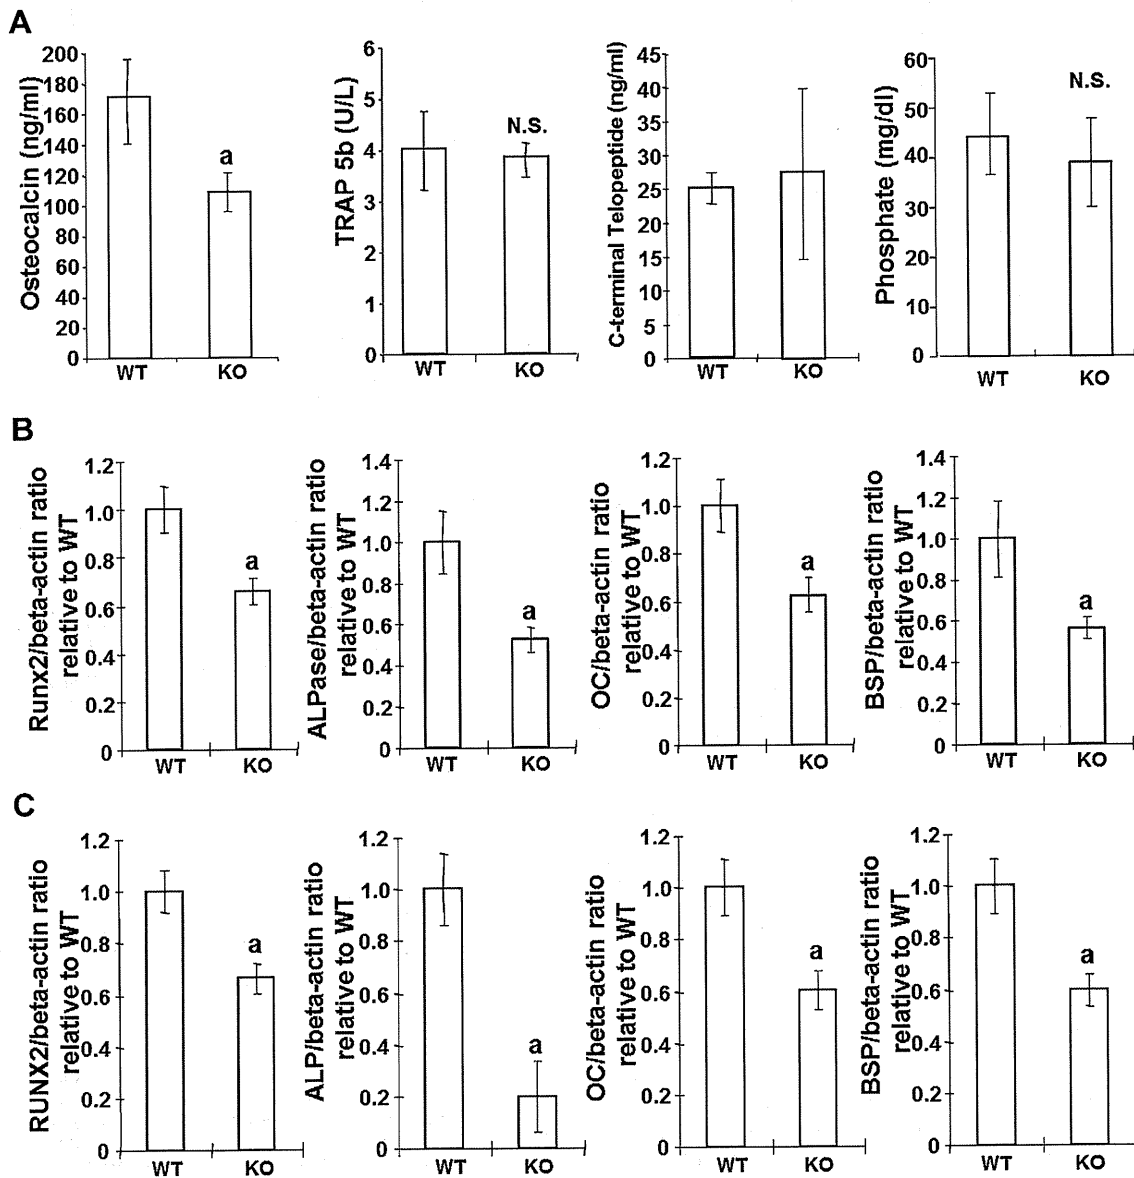 A
Osteocalcin (ng/ml)
200
180
160
140
120
100
80
60
40
20
0
a
WT KO
TRAP 5b (U/L)
6
5
4
3
2
1
0
N.S.
WT KO
C-terminal Telopeptide (ng/ml)
45
40
35
30
25
20
15
10
5
0
WT KO
Phosphate (mg/dl)
60
50
40
30
20
10
0
N.S.
WT KO
B
Runx2/beta-actin ratio
relative to WT
1.2
1.0
0.8
0.6
0.4
0.2
0
a
WT KO
ALPase/beta-actin ratio
relative to WT
1.4
1.2
1.0
0.8
0.6
0.4
0.2
0
a
WT KO
OC/beta-actin ratio
relative to WT
1.2
1.0
0.8
0.6
0.4
0.2
0
a
WT KO
BSP/beta-actin ratio
relative to WT
1.4
1.2
1.0
0.8
0.6
0.4
0.2
0
a
WT KO
C
RUNX2/beta-actin ratio
relative to WT
1.2
1.0
0.8
0.6
0.4
0.2
0
a
WT KO
ALP/beta-actin ratio
relative to WT
1.2
1.0
0.8
0.6
0.4
0.2
0
a
WT KO
OC/beta-actin ratio
relative to WT
1.2
1.0
0.8
0.6
0.4
0.2
0
a
WT KO
BSP/beta-actin ratio
relative to WT
1.2
1.0
0.8
0.6
0.4
0.2
0
a
WT KO